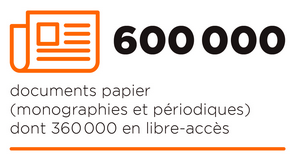 600 000
documents papier
(monographies et périodiques)
dont 360 000 en libre-accès